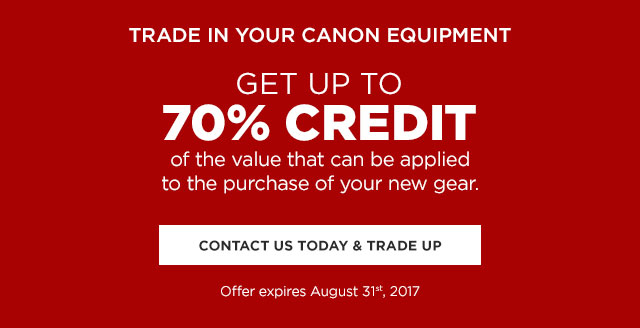 TRADE IN YOUR CANON EQUIPMENT
GET UP TO
70% CREDIT
of the value that can be applied
to the purchase of your new gear.
CONTACT US TODAY & TRADE UP
Offer expires August 31st, 2017